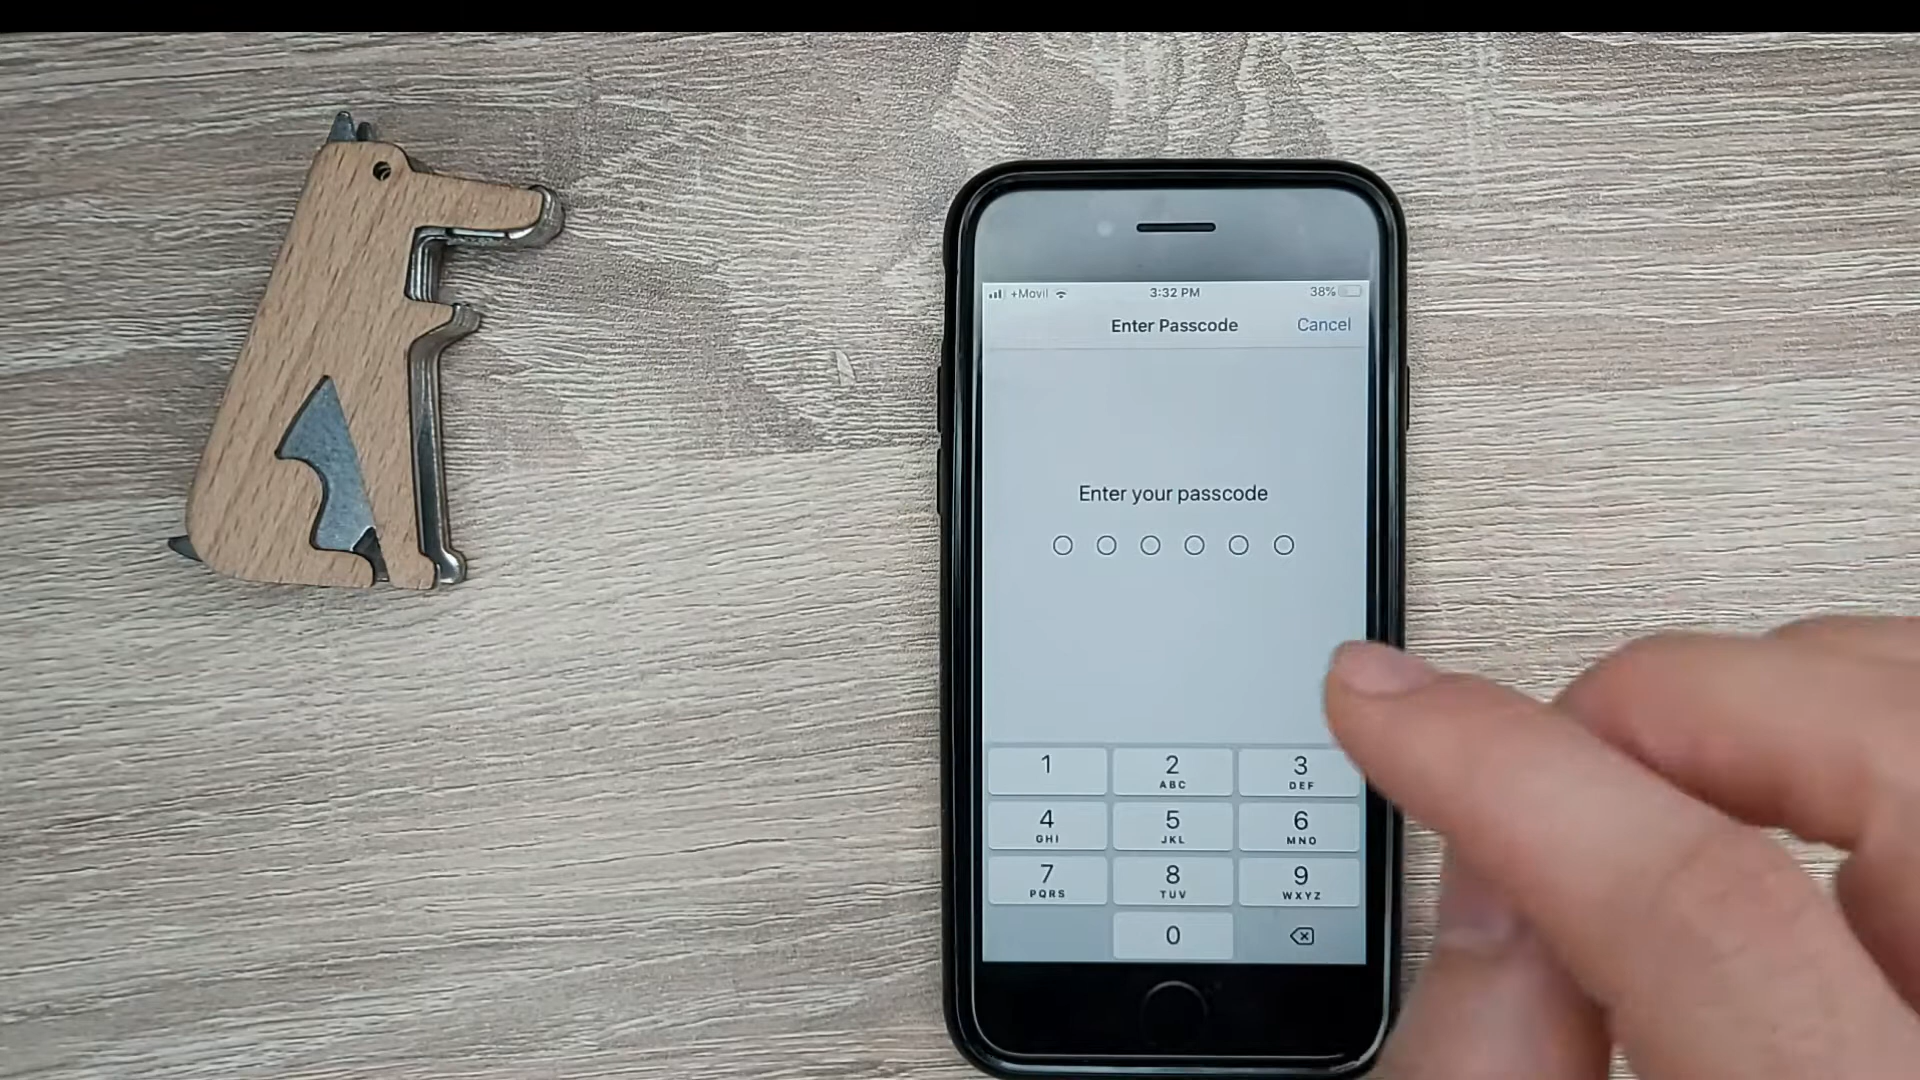 +Movil 3:32 PM 38%
Enter Passcode Cancel
Enter your passcode
1 2 3
ABC DEF
4 5 6
GHI JKL MNO
7 8 9
PQRS TUV WXYZ
0